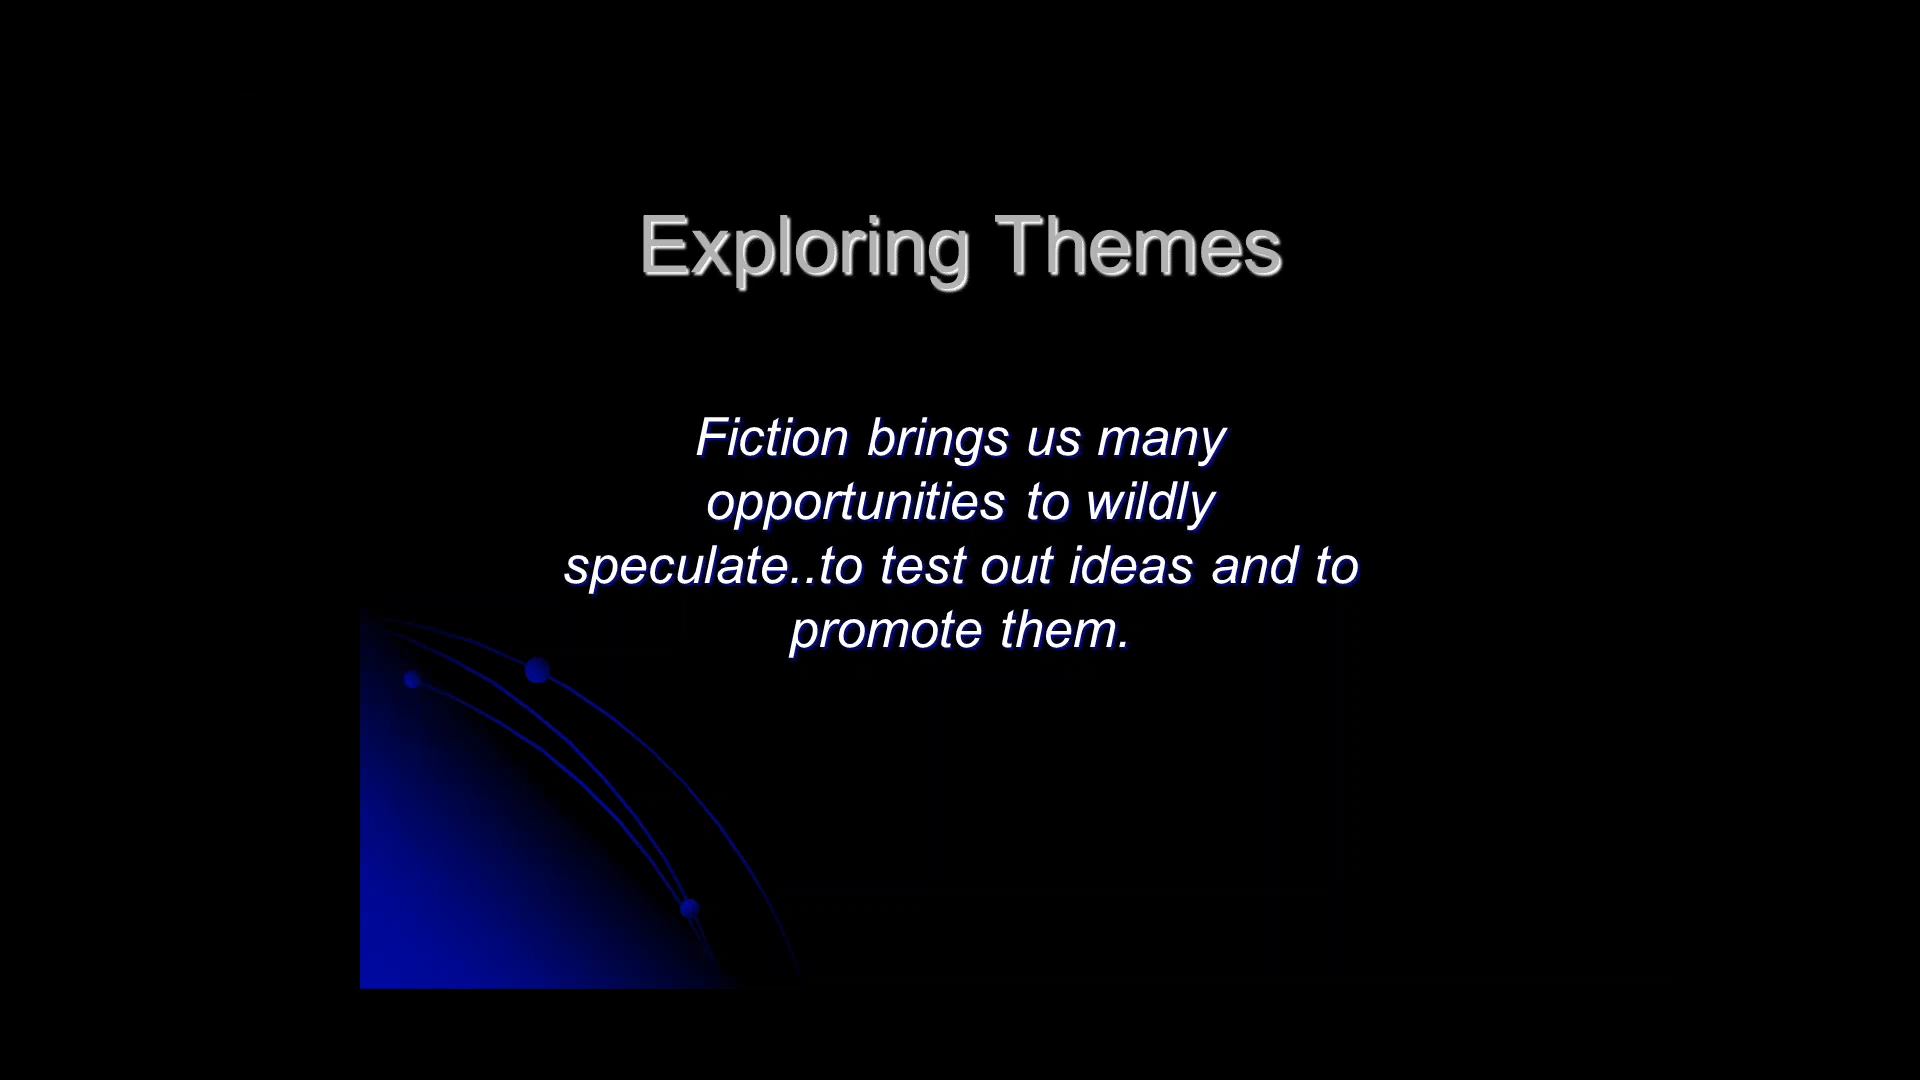 Exploring Themes
Fiction brings us many
opportunities to wildly
speculate..to test out ideas and to
promote them.